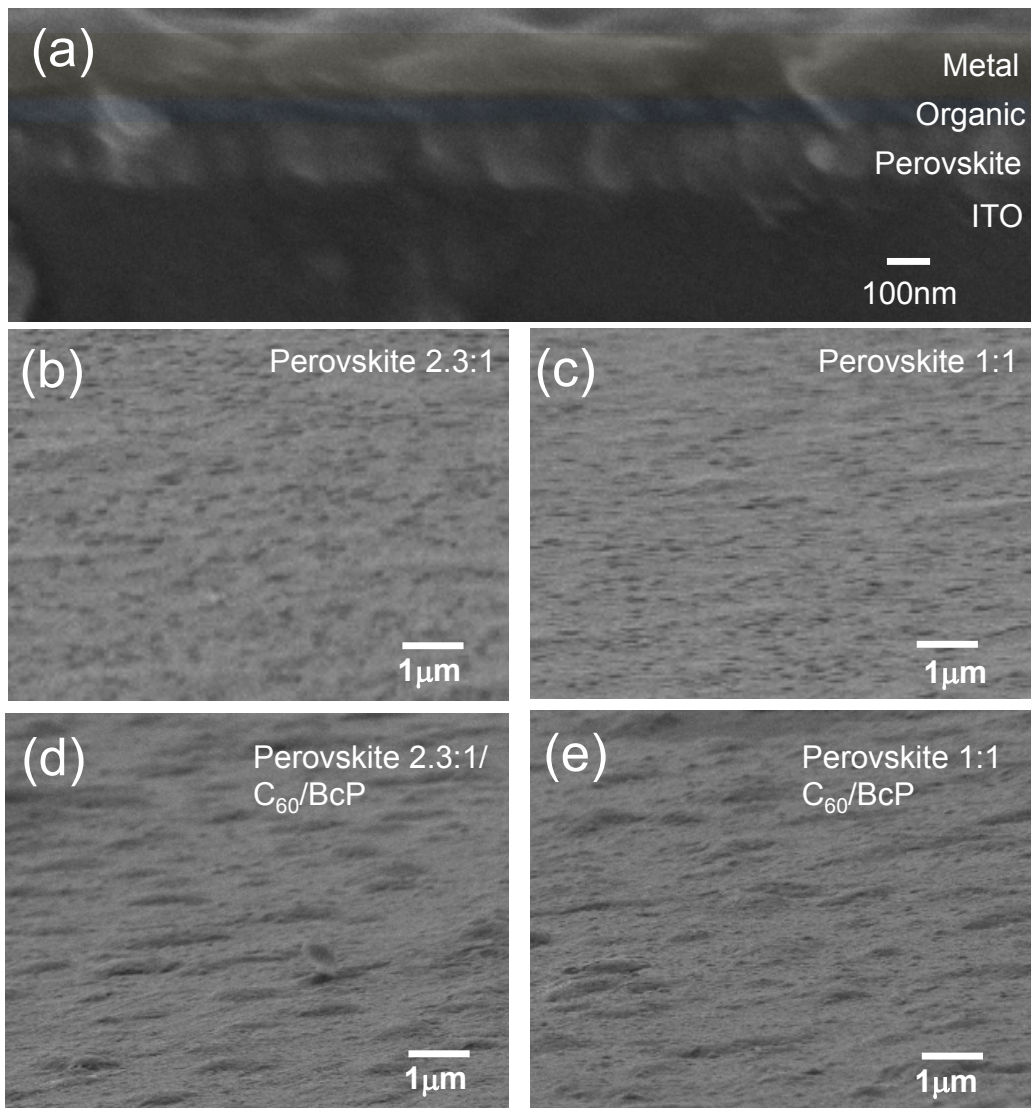 (a)
Metal
Organic
Perovskite
ITO
100nm
(b)
Perovskite 2.3:1
1μm
(c)
Perovskite 1:1
1μm
(d)
Perovskite 2.3:1/
C₆₀/BcP
1μm
(e)
Perovskite 1:1
C₆₀/BcP
1μm